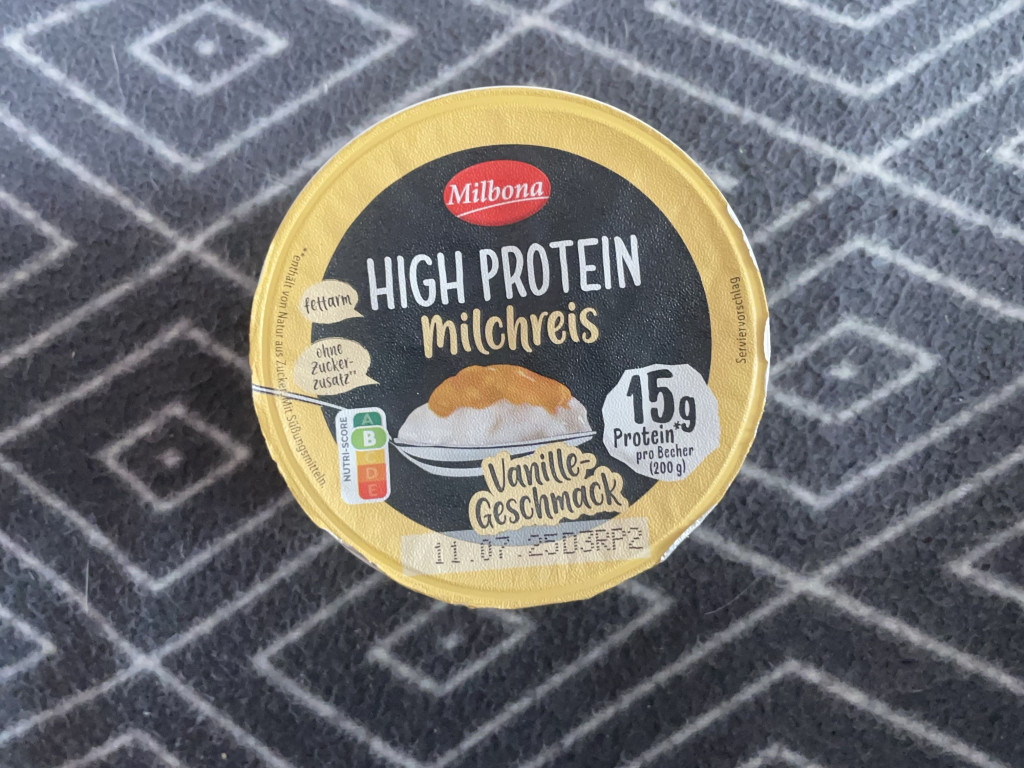 Milbona
HIGH PROTEIN
milchreis
fettarm
ohne
Zucker-
zusatz**
**enthält von Natur aus Zucker. Mit Süßungsmitteln.
Serviervorschlag
NUTRI-SCORE
A
B
C
D
E
15g
Protein*
pro Becher
(200 g)
Vanille-
Geschmack
11.07.25D3RP2